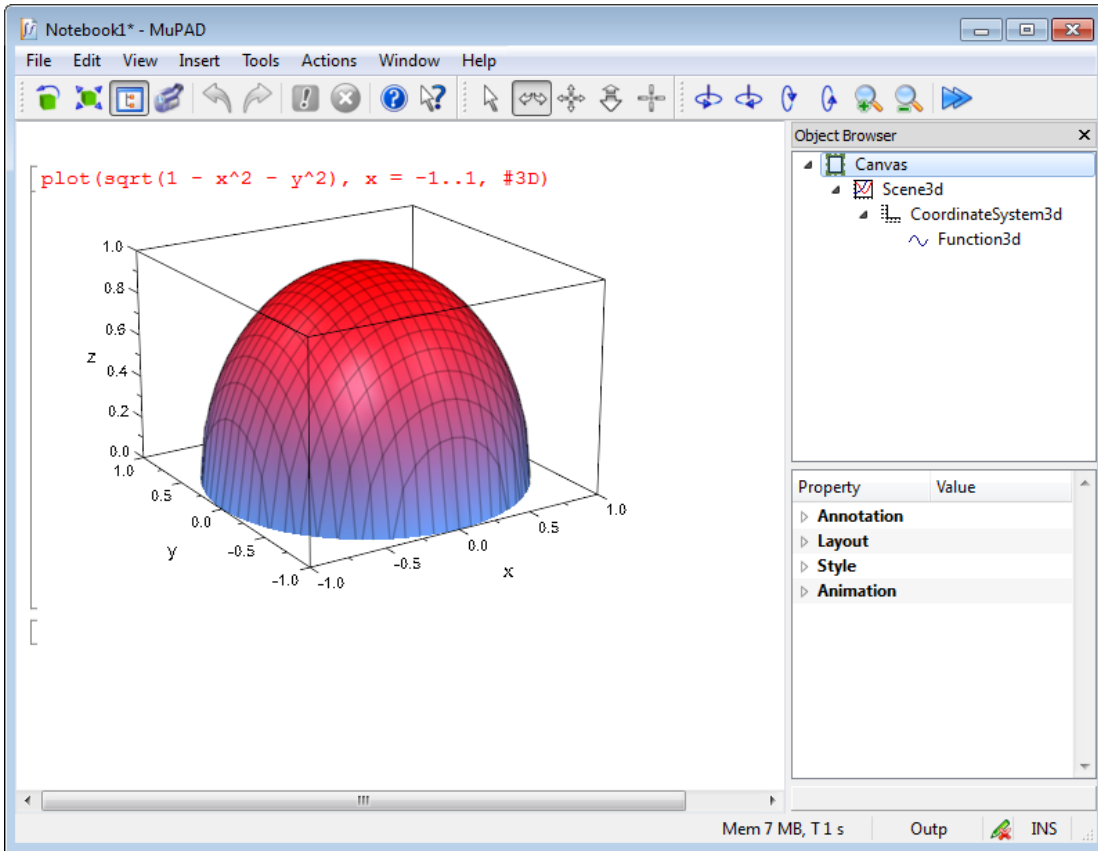 Notebook1* - MuPAD
File Edit View Insert Tools Actions Window Help
plot(sqrt(1 - x^2 - y^2), x = -1..1, #3D)
1.0
0.8
0.6
z
0.4
0.2
0.0
1.0
0.5
0.0
y
-0.5
-1.0
-1.0
-0.5
0.0
x
0.5
1.0
Object Browser
Canvas
Scene3d
CoordinateSystem3d
Function3d
Property Value
Annotation
Layout
Style
Animation
Mem 7 MB, T 1 s Outp INS